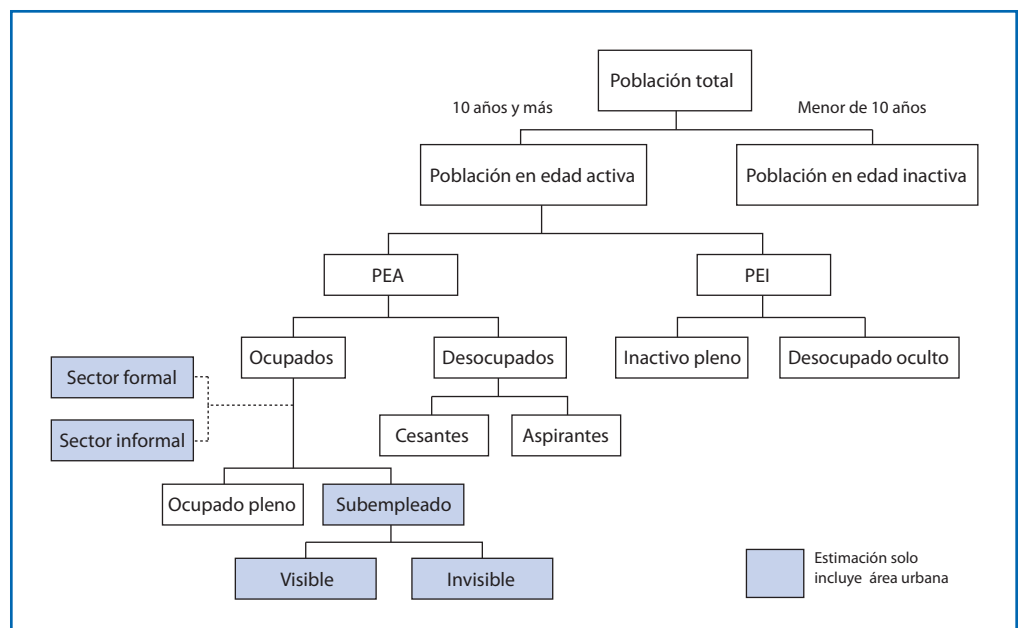 Población total
10 años y más
Menor de 10 años
Población en edad activa
Población en edad inactiva
PEA
PEI
Ocupados
Desocupados
Inactivo pleno
Desocupado oculto
Sector formal
Sector informal
Cesantes
Aspirantes
Ocupado pleno
Subempleado
Visible
Invisible
Estimación solo
incluye área urbana